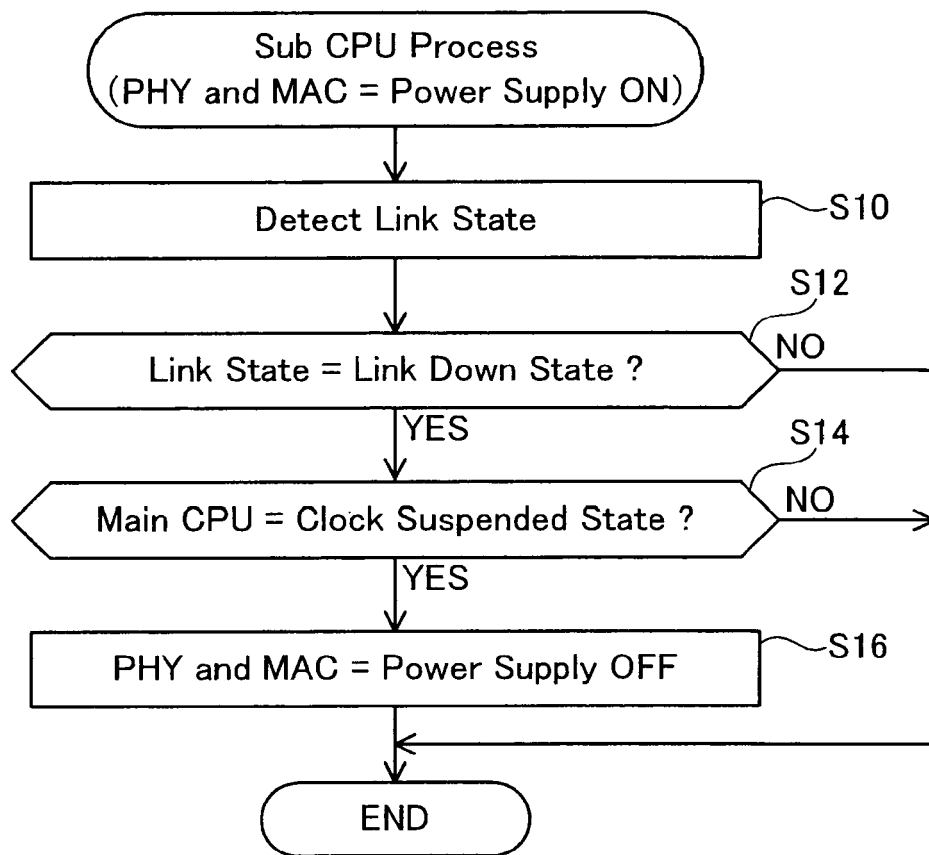 Sub CPU Process
(PHY and MAC = Power Supply ON)
Detect Link State
S10
S12
Link State = Link Down State ?
NO
YES
S14
Main CPU = Clock Suspended State ?
NO
YES
S16
PHY and MAC = Power Supply OFF
END